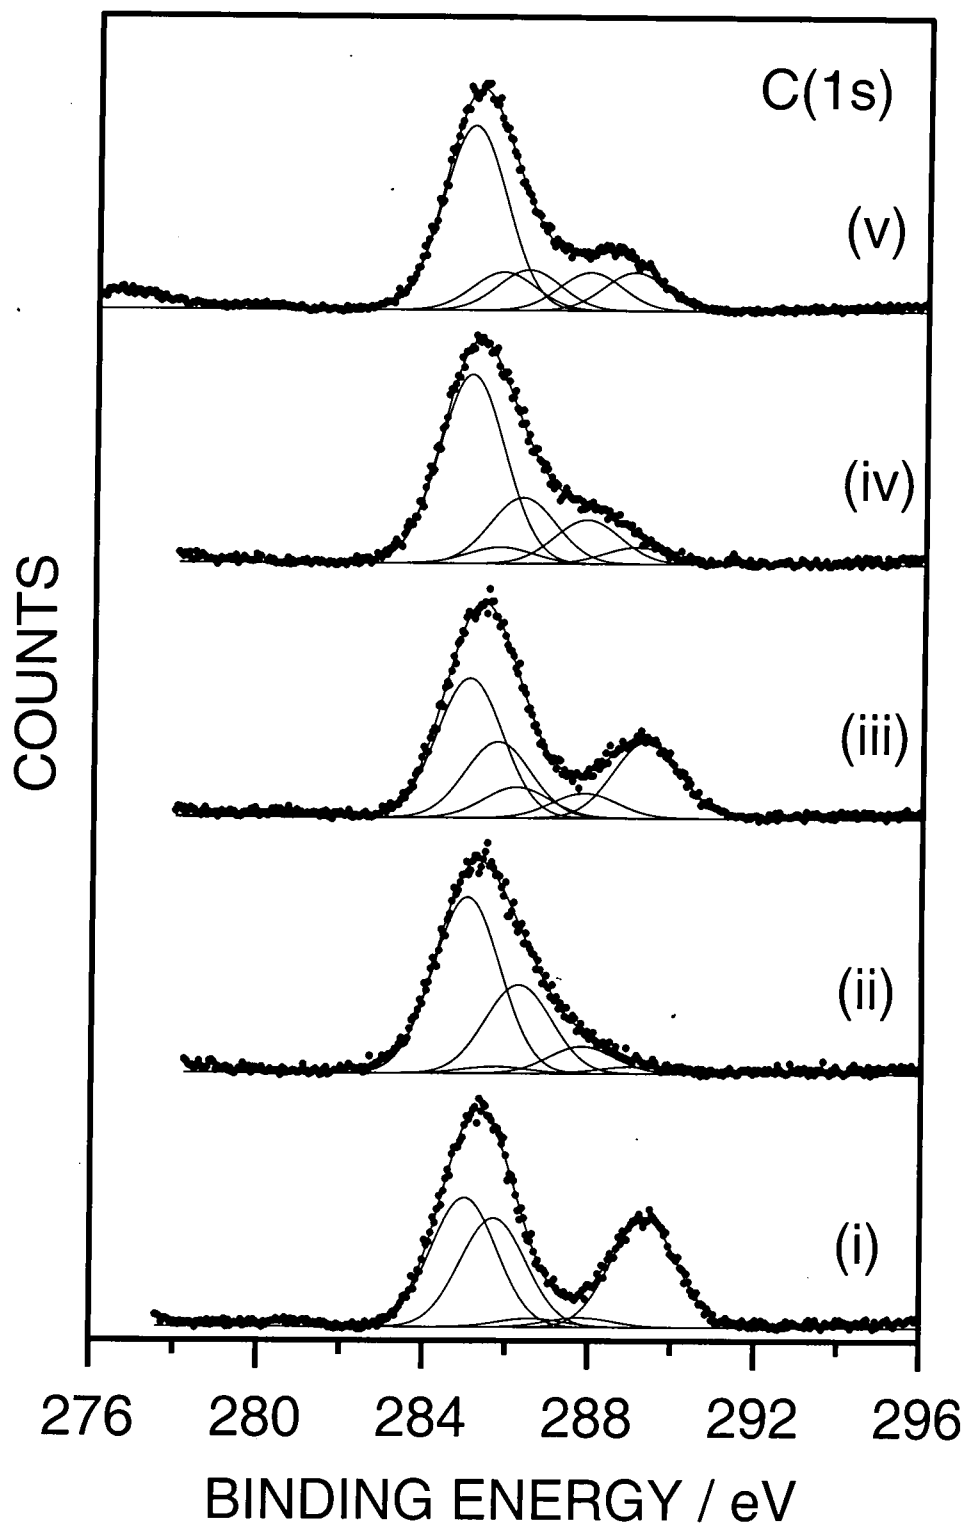 C(1s)
(v)
(iv)
(iii)
(ii)
(i)
COUNTS
276 280 284 288 292 296
BINDING ENERGY / eV